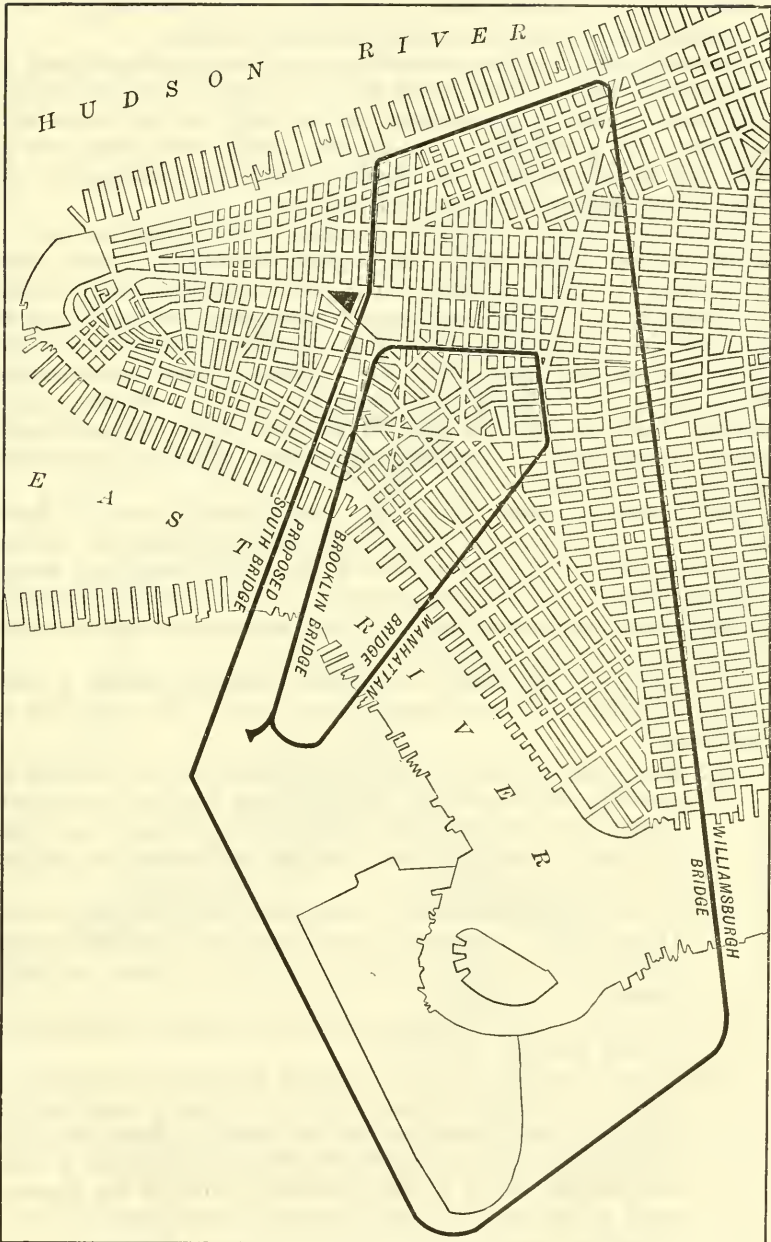 HUDSON RIVER
EAST RIVER
SOUTH BRIDGE
PROPOSED
BROOKLYN BRIDGE
MANHATTAN
BRIDGE
WILLIAMSBURGH
BRIDGE